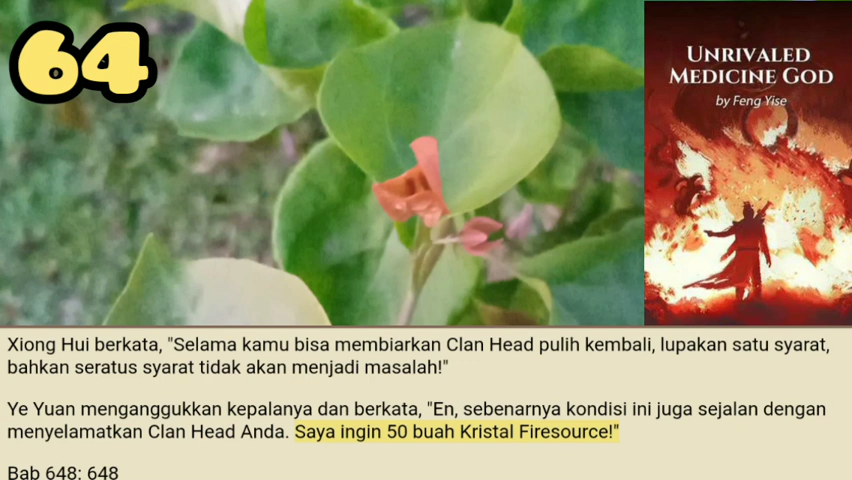 64
UNRIVALED
MEDICINE GOD
by Feng Yise
Xiong Hui berkata, "Selama kamu bisa membiarkan Clan Head pulih kembali, lupakan satu syarat,
bahkan seratus syarat tidak akan menjadi masalah!"
Ye Yuan menganggukkan kepalanya dan berkata, "En, sebenarnya kondisi ini juga sejalan dengan
menyelamatkan Clan Head Anda. Saya ingin 50 buah Kristal Firesource!"
Bab 648: 648